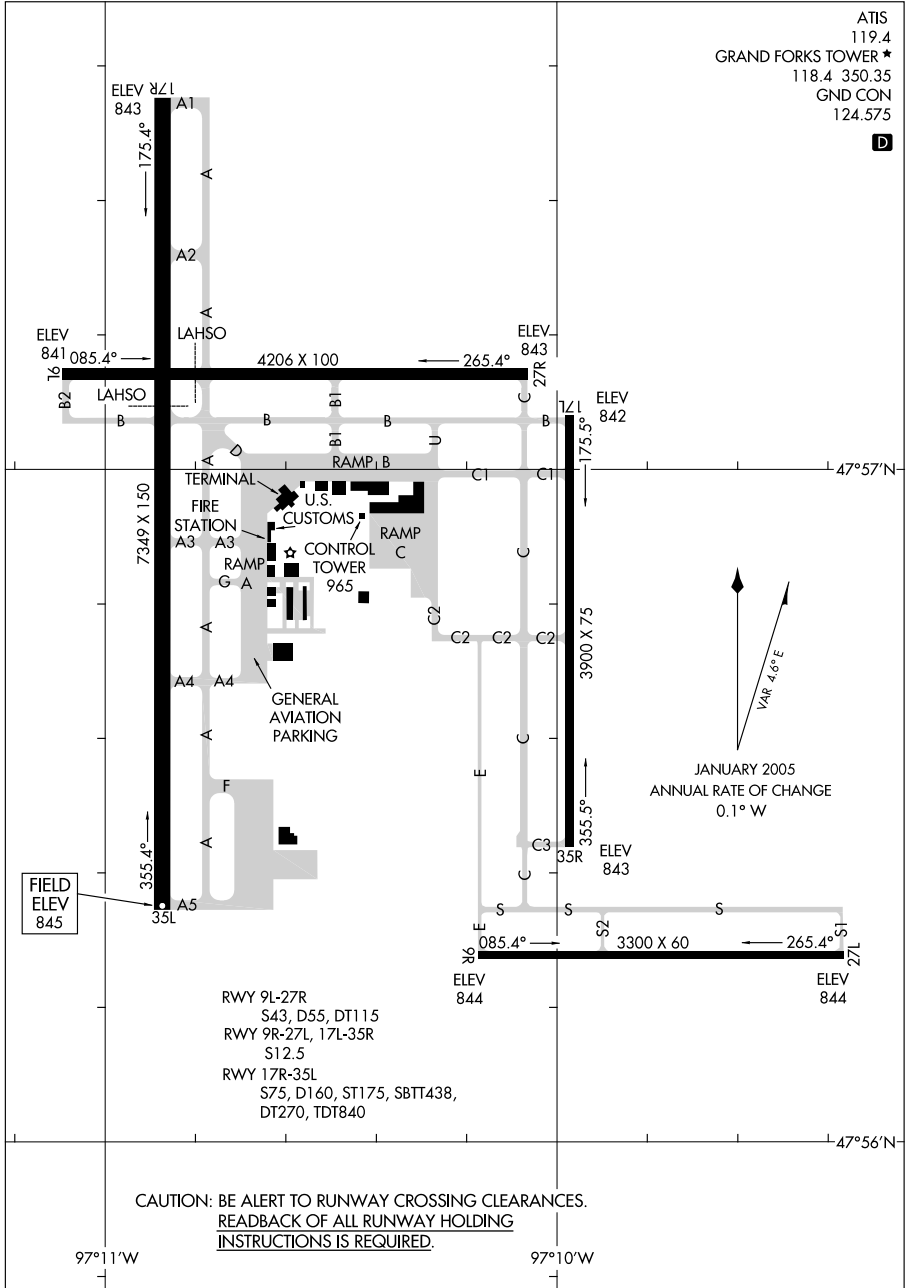 ATIS
119.4
GRAND FORKS TOWER ★
118.4 350.35
GND CON
124.575
D
ELEV
843
17R
A1
175.4°
A
A2
A
LAHSO
ELEV
841
085.4°
4206 X 100
265.4°
ELEV
843
9L
27R
LAHSO
B2
B
B
B1
B
C
B
17L
ELEV
842
175.5°
A
D
B1
U
RAMP B
C1
C1
47°57'N
TERMINAL
U.S.
CUSTOMS
FIRE
STATION
7349 X 150
A3
A3
CONTROL
TOWER
965
RAMP
C
C
RAMP
A
G
A
C2
C2
C2
C2
3900 X 75
A4
A4
GENERAL
AVIATION
PARKING
A
C
E
VAR 4.6° E
JANUARY 2005
ANNUAL RATE OF CHANGE
0.1° W
F
A
355.4°
355.5°
C3
35R
ELEV
843
C
FIELD
ELEV
845
A5
35L
S
S
S
E
S2
S1
9R
085.4°
3300 X 60
265.4°
27L
ELEV
844
ELEV
844
RWY 9L-27R
S43, D55, DT115
RWY 9R-27L, 17L-35R
S12.5
RWY 17R-35L
S75, D160, ST175, SBTT438,
DT270, TDT840
47°56'N
CAUTION: BE ALERT TO RUNWAY CROSSING CLEARANCES.
READBACK OF ALL RUNWAY HOLDING
INSTRUCTIONS IS REQUIRED.
97°11'W
97°10'W